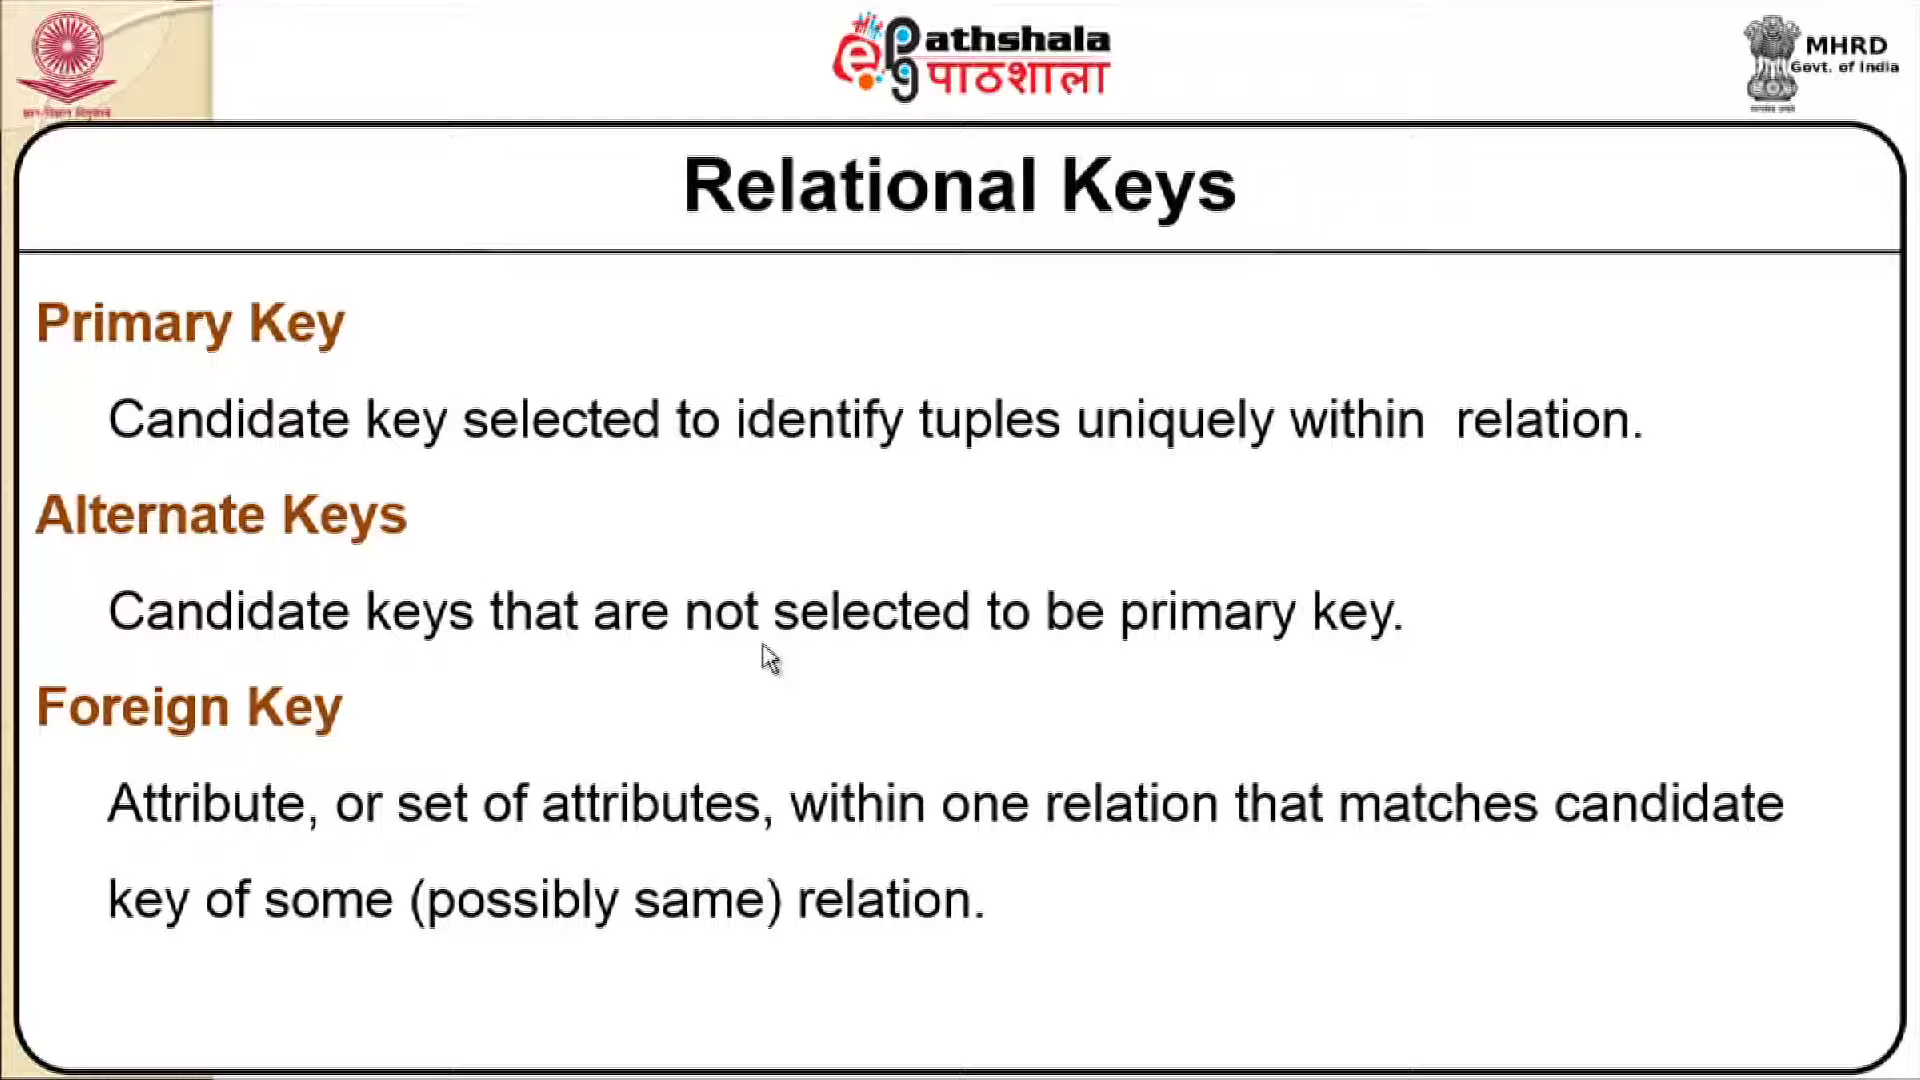 Pathshala
पाठशाला
MHRD
Govt. of India
Relational Keys
Primary Key
Candidate key selected to identify tuples uniquely within relation.
Alternate Keys
Candidate keys that are not selected to be primary key.
Foreign Key
Attribute, or set of attributes, within one relation that matches candidate
key of some (possibly same) relation.